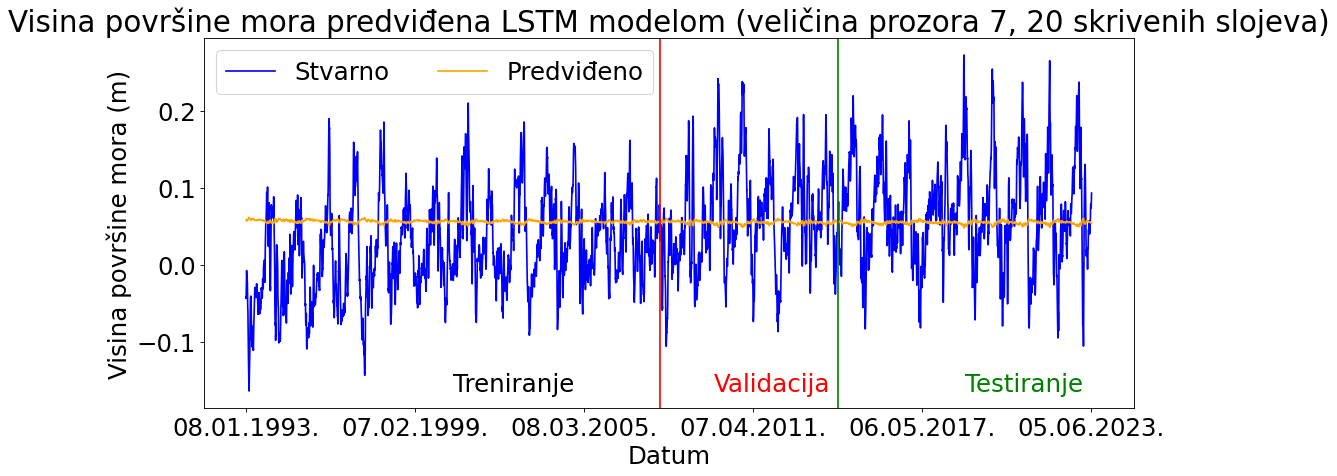 Visina površine mora predviđena LSTM modelom (veličina prozora 7, 20 skrivenih slojeva)
Stvarno
Predviđeno
Visina površine mora (m)
0.2
0.1
0.0
−0.1
Treniranje
Validacija
Testiranje
08.01.1993.
07.02.1999.
08.03.2005.
07.04.2011.
06.05.2017.
05.06.2023.
Datum